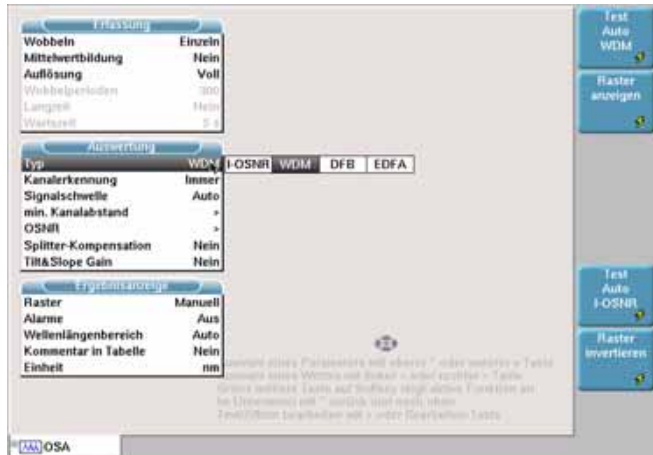 Erfassung
Wobbeln Einzeln
Mittelwertbildung Nein
Auflösung Voll
Wobbelperioden 300
Langzeit Nein
Wartezeit 5 s
Auswertung
Typ WDM I-OSNR WDM DFB EDFA
Kanalerkennung Immer
Signalschwelle Auto
min. Kanalabstand >
OSNR >
Splitter-Kompensation Nein
Tilt&Slope Gain Nein
Ergebnisanzeige
Raster Manuell
Alarme Aus
Wellenlängenbereich Auto
Kommentar in Tabelle Nein
Einheit nm
OSA
Test
Auto
WDM
Raster
anzeigen
Test
Auto
I-OSNR
Raster
invertieren